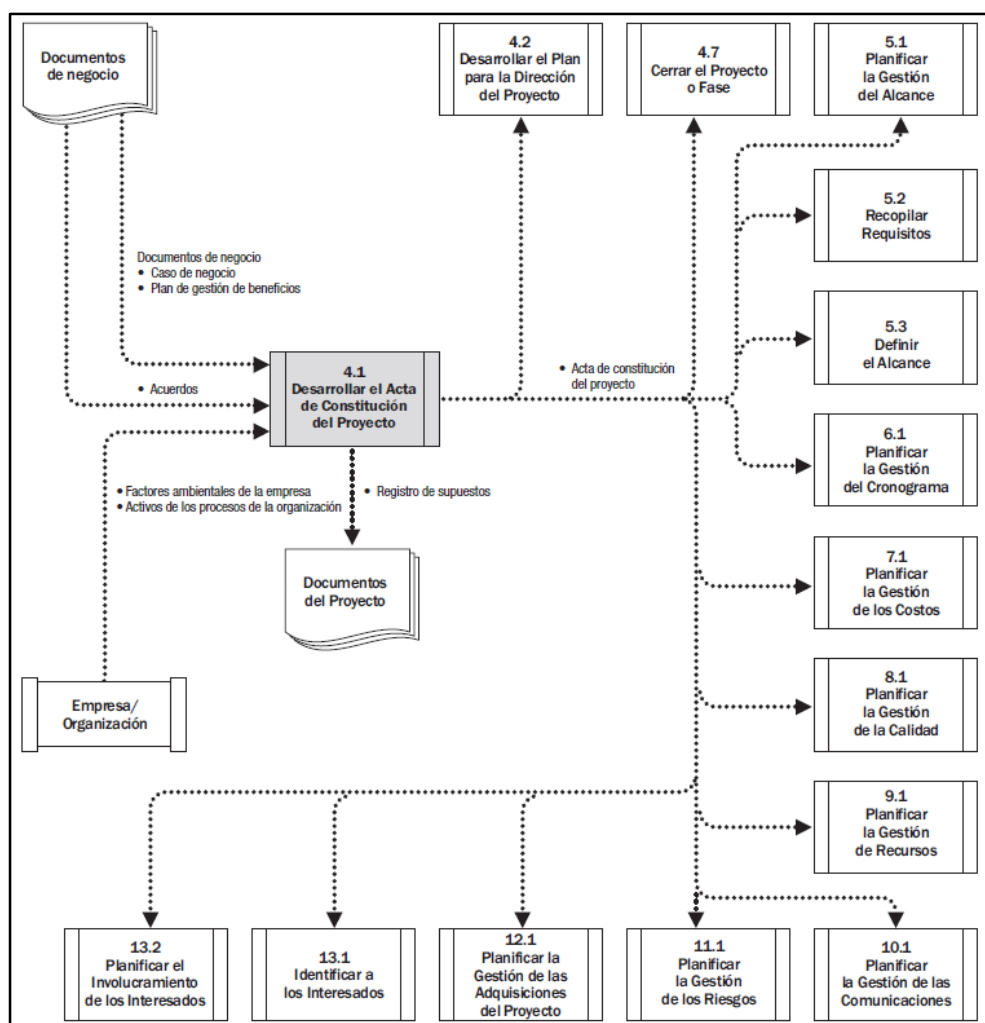 Documentos
de negocio
4.2
Desarrollar el Plan
para la Dirección
del Proyecto
4.7
Cerrar el Proyecto
o Fase
5.1
Planificar
la Gestión
del Alcance
5.2
Recopilar
Requisitos
Documentos de negocio
• Caso de negocio
• Plan de gestión de beneficios
5.3
Definir
el Alcance
4.1
Desarrollar el Acta
de Constitución
del Proyecto
• Acuerdos
• Acta de constitución
del proyecto
6.1
Planificar
la Gestión
del Cronograma
• Factores ambientales de la empresa
• Activos de los procesos de la organización
• Registro de supuestos
Documentos
del Proyecto
7.1
Planificar
la Gestión
de los Costos
Empresa/
Organización
8.1
Planificar
la Gestión
de la Calidad
9.1
Planificar
la Gestión
de Recursos
13.2
Planificar el
Involucramiento
de los Interesados
13.1
Identificar a
los Interesados
12.1
Planificar la
Gestión de las
Adquisiciones
del Proyecto
11.1
Planificar
la Gestión
de los Riesgos
10.1
Planificar
la Gestión de las
Comunicaciones